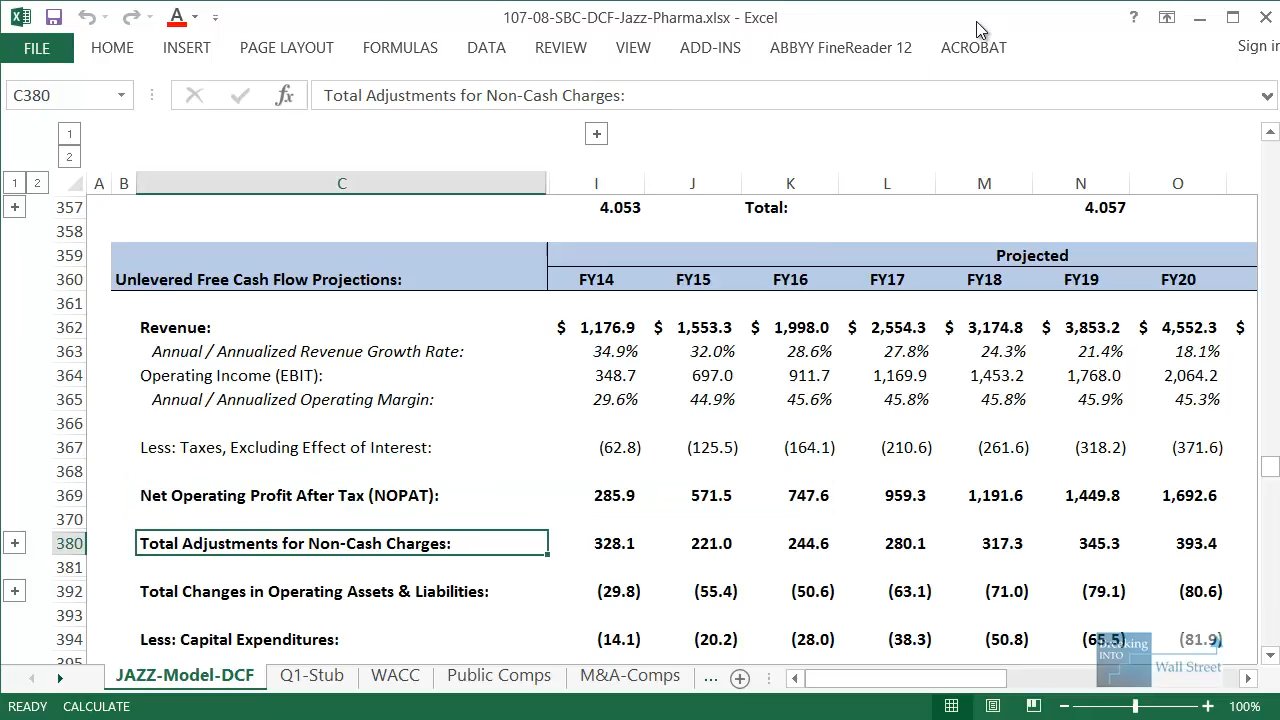 107-08-SBC-DCF-Jazz-Pharma.xlsx - Excel
FILE HOME INSERT PAGE LAYOUT FORMULAS DATA REVIEW VIEW ADD-INS ABBYY FineReader 12 ACROBAT Sign in
C380 fx Total Adjustments for Non-Cash Charges:
1
2
1 2 A B C I J K L M N O
357 4.053 Total: 4.057
358
359 Projected
360 Unlevered Free Cash Flow Projections: FY14 FY15 FY16 FY17 FY18 FY19 FY20
361
362 Revenue: $ 1,176.9 $ 1,553.3 $ 1,998.0 $ 2,554.3 $ 3,174.8 $ 3,853.2 $ 4,552.3 $
363 Annual / Annualized Revenue Growth Rate: 34.9% 32.0% 28.6% 27.8% 24.3% 21.4% 18.1%
364 Operating Income (EBIT): 348.7 697.0 911.7 1,169.9 1,453.2 1,768.0 2,064.2
365 Annual / Annualized Operating Margin: 29.6% 44.9% 45.6% 45.8% 45.8% 45.9% 45.3%
366
367 Less: Taxes, Excluding Effect of Interest: (62.8) (125.5) (164.1) (210.6) (261.6) (318.2) (371.6)
368
369 Net Operating Profit After Tax (NOPAT): 285.9 571.5 747.6 959.3 1,191.6 1,449.8 1,692.6
370
380 Total Adjustments for Non-Cash Charges: 328.1 221.0 244.6 280.1 317.3 345.3 393.4
381
392 Total Changes in Operating Assets & Liabilities: (29.8) (55.4) (50.6) (63.1) (71.0) (79.1) (80.6)
393
394 Less: Capital Expenditures: (14.1) (20.2) (28.0) (38.3) (50.8) (65.5) (81.9)
395
Breaking
INTO
Wall Street
JAZZ-Model-DCF Q1-Stub WACC Public Comps M&A-Comps ...
READY CALCULATE 100%